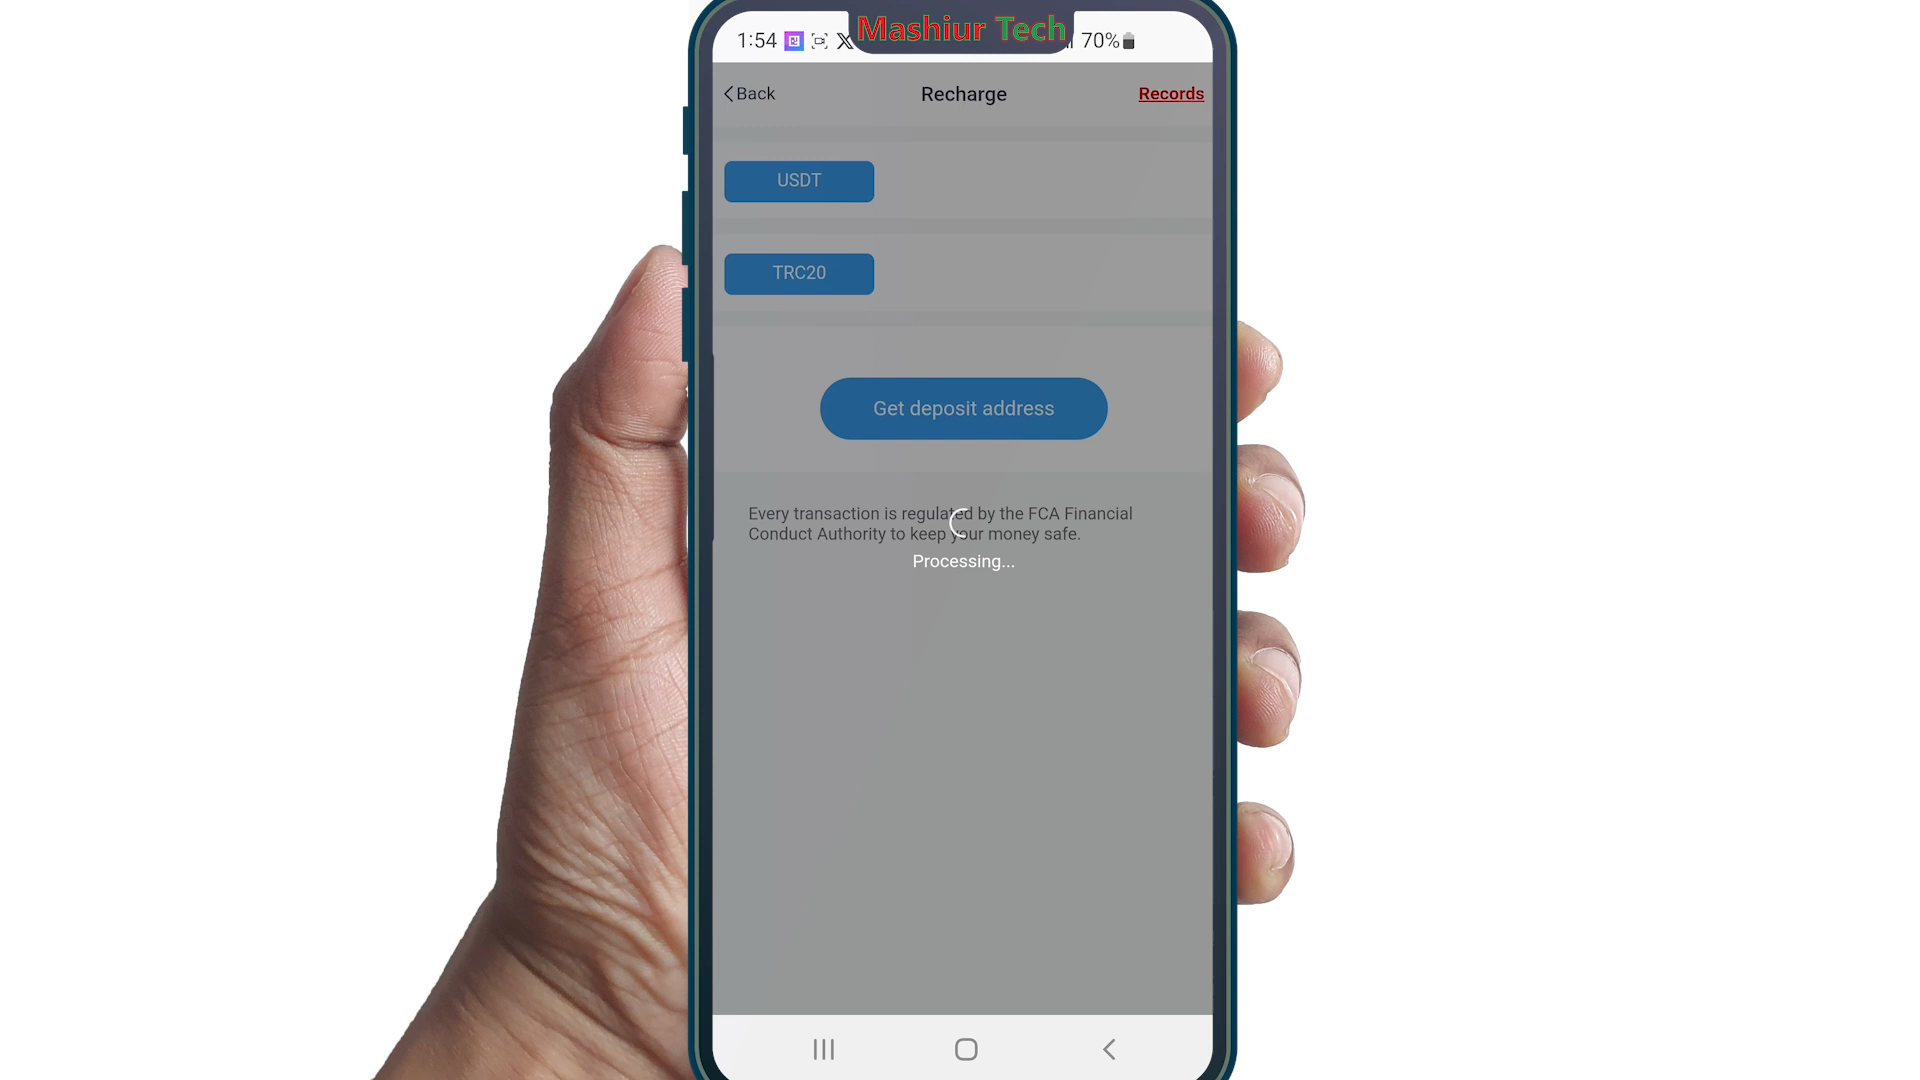 Mashiur Tech
1:54 70%
Back Recharge Records
USDT
TRC20
Get deposit address
Every transaction is regulated by the FCA Financial
Conduct Authority to keep your money safe.
Processing...